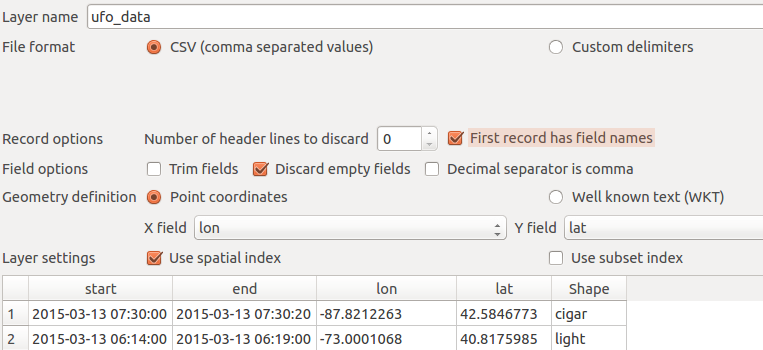 Layer name ufo_data
File format CSV (comma separated values) Custom delimiters
Record options Number of header lines to discard 0 First record has field names
Field options Trim fields Discard empty fields Decimal separator is comma
Geometry definition Point coordinates Well known text (WKT)
X field lon Y field lat
Layer settings Use spatial index Use subset index
start end lon lat Shape
1 2015-03-13 07:30:00 2015-03-13 07:30:20 -87.8212263 42.5846773 cigar
2 2015-03-13 06:14:00 2015-03-13 06:19:00 -73.0001068 40.8175985 light